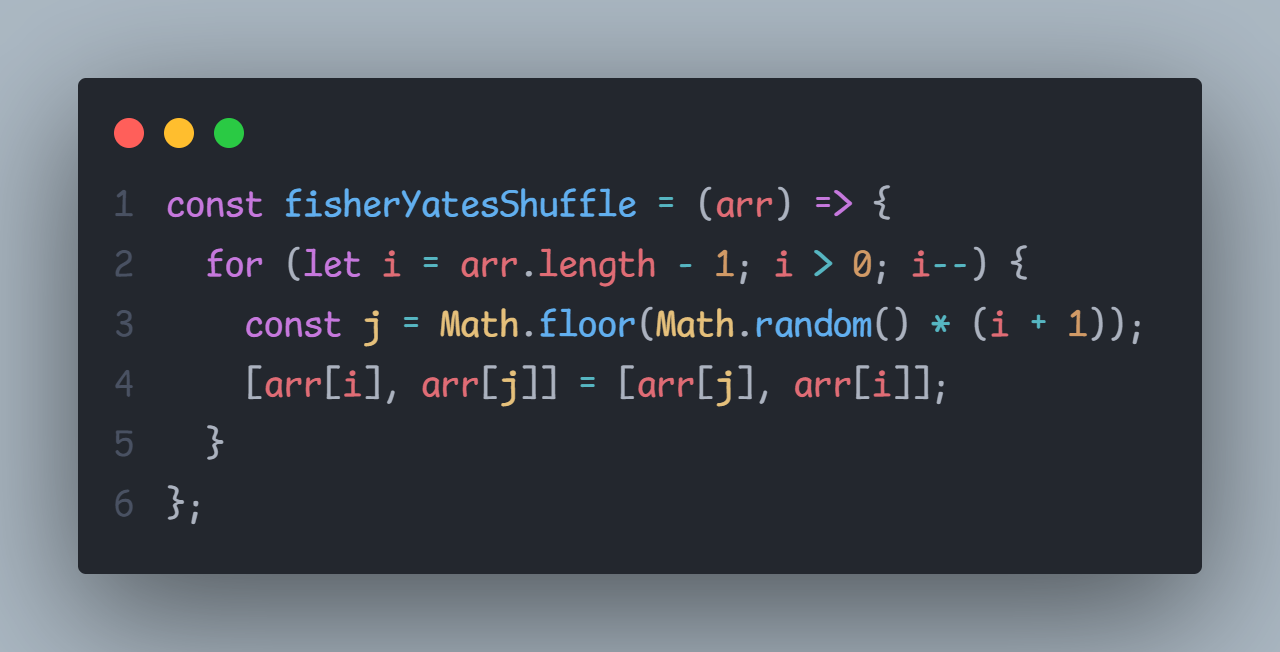 1 const fisherYatesShuffle = (arr) => {
2   for (let i = arr.length - 1; i > 0; i--) {
3     const j = Math.floor(Math.random() * (i + 1));
4     [arr[i], arr[j]] = [arr[j], arr[i]];
5   }
6 };